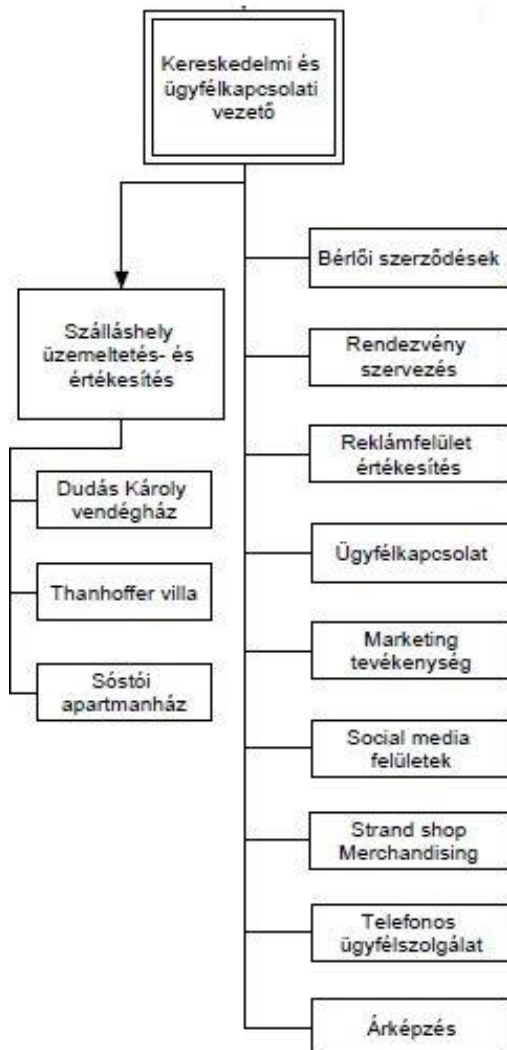 Kereskedelmi és
ügyfélkapcsolati
vezető
Szálláshely
üzemeltetés- és
értékesítés
Dudás Károly
vendégház
Thanhoffer villa
Sóstói
apartmanház
Bérlői szerződések
Rendezvény
szervezés
Reklámfelület
értékesítés
Ügyfélkapcsolat
Marketing
tevékenység
Social media
felületek
Strand shop
Merchandising
Telefonos
ügyfélszolgálat
Árképzés